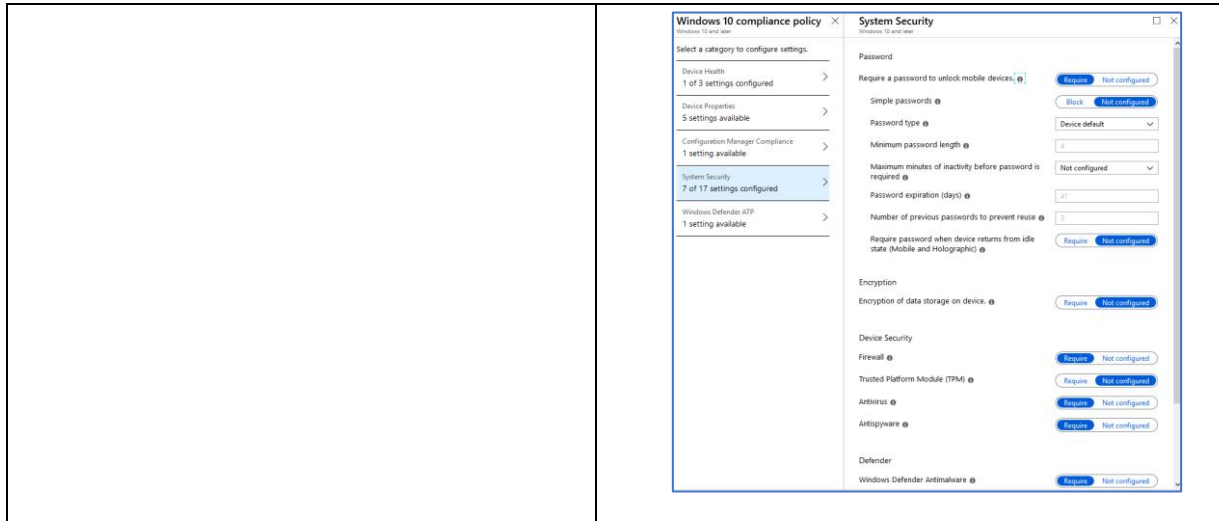 Windows 10 compliance policy
Windows 10 and later
Select a category to configure settings.
Device Health
1 of 3 settings configured
Device Properties
5 settings available
Configuration Manager Compliance
1 setting available
System Security
7 of 17 settings configured
Windows Defender ATP
1 setting available
System Security
Windows 10 and later
Password
Require a password to unlock mobile devices. Require Not configured
Simple passwords Block Not configured
Password type Device default
Minimum password length 4
Maximum minutes of inactivity before password is
required Not configured
Password expiration (days) 41
Number of previous passwords to prevent reuse 5
Require password when device returns from idle
state (Mobile and Holographic) Require Not configured
Encryption
Encryption of data storage on device. Require Not configured
Device Security
Firewall Require Not configured
Trusted Platform Module (TPM) Require Not configured
Antivirus Require Not configured
Antispyware Require Not configured
Defender
Windows Defender Antimalware Require Not configured